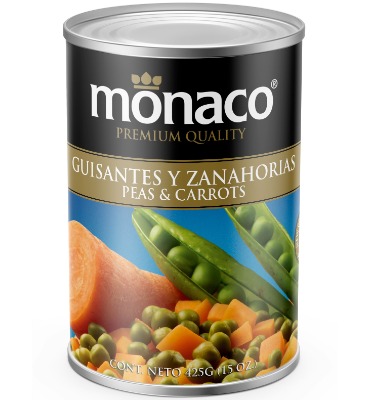 monaco®
PREMIUM QUALITY
GUISANTES Y ZANAHORIAS
PEAS & CARROTS
CONT. NETO 425G (15 OZ.)